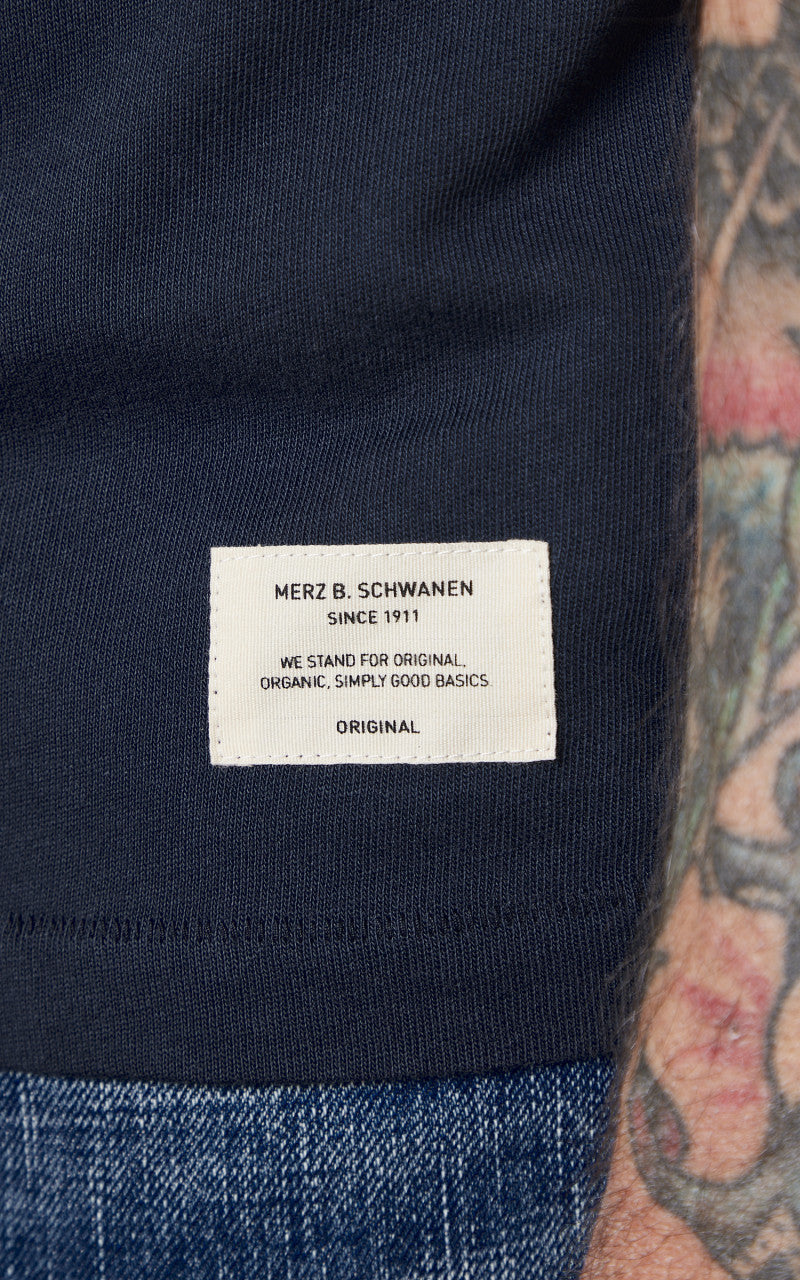 MERZ B. SCHWANEN
SINCE 1911
WE STAND FOR ORIGINAL,
ORGANIC, SIMPLY GOOD BASICS
ORIGINAL